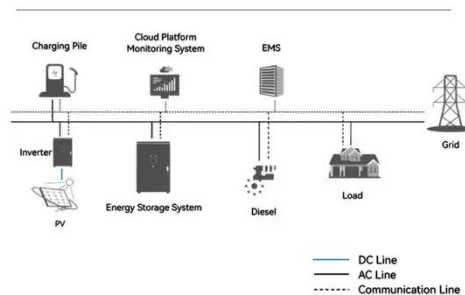 Charging Pile
Cloud Platform
Monitoring System
EMS
Grid
Inverter
PV
Energy Storage System
Diesel
Load
DC Line
AC Line
Communication Line